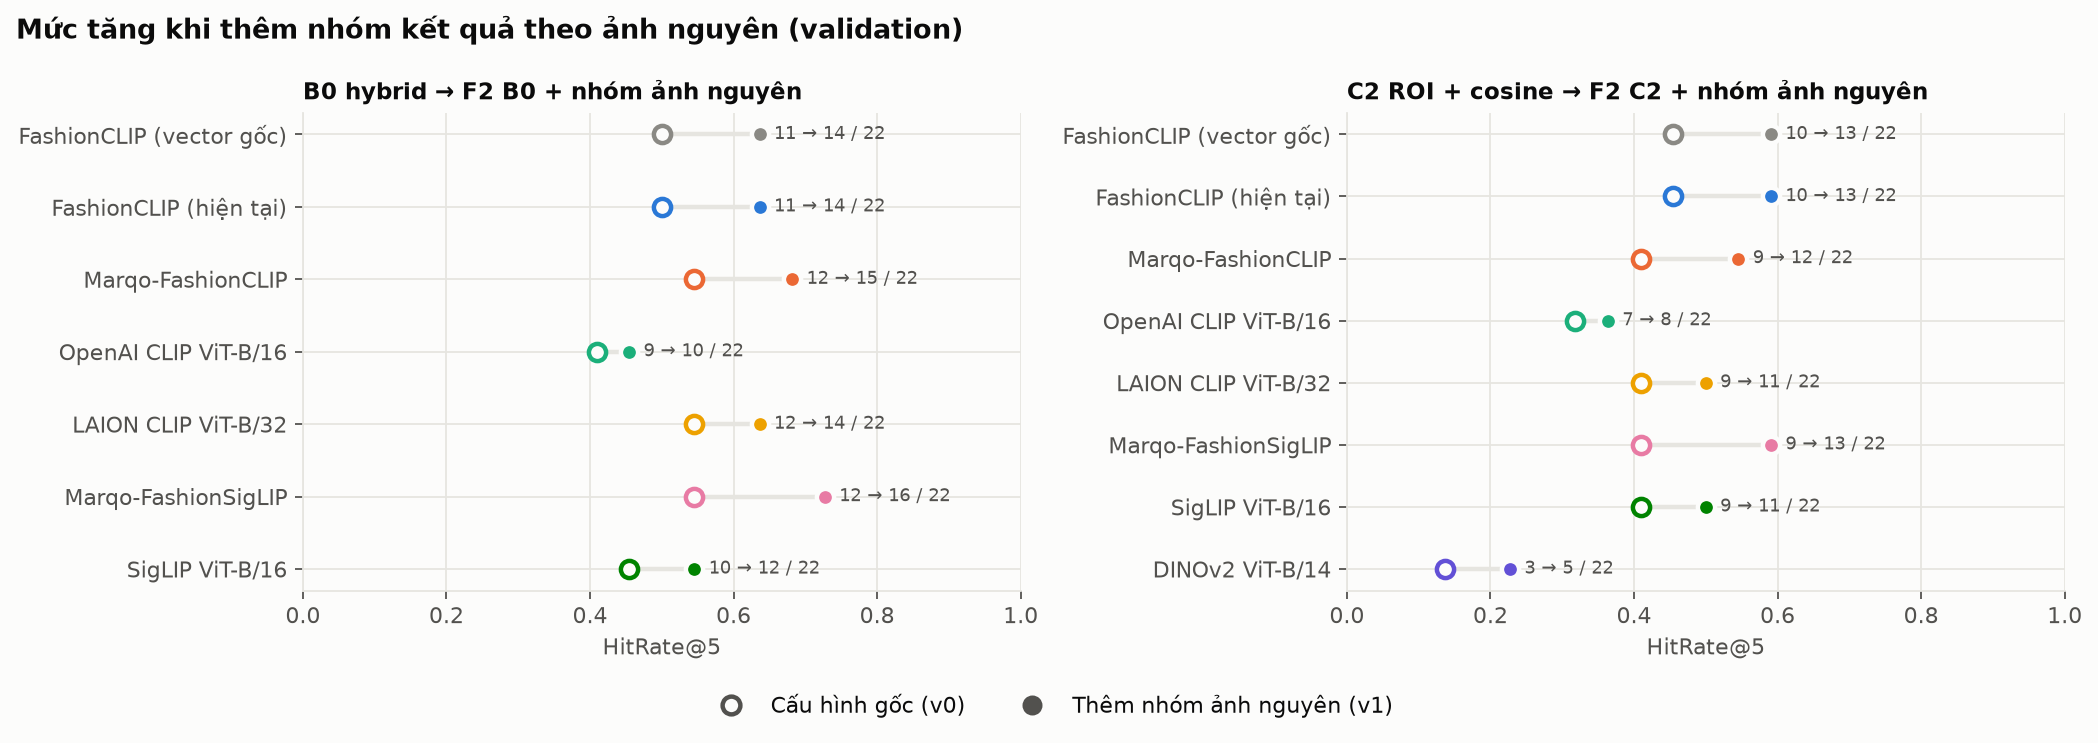 Mức tăng khi thêm nhóm kết quả theo ảnh nguyên (validation)
B0 hybrid → F2 B0 + nhóm ảnh nguyên
FashionCLIP (vector gốc)
11 → 14 / 22
FashionCLIP (hiện tại)
11 → 14 / 22
Marqo-FashionCLIP
12 → 15 / 22
OpenAI CLIP ViT-B/16
9 → 10 / 22
LAION CLIP ViT-B/32
12 → 14 / 22
Marqo-FashionSigLIP
12 → 16 / 22
SigLIP ViT-B/16
10 → 12 / 22
0.0 0.2 0.4 0.6 0.8 1.0
HitRate@5
C2 ROI + cosine → F2 C2 + nhóm ảnh nguyên
FashionCLIP (vector gốc)
10 → 13 / 22
FashionCLIP (hiện tại)
10 → 13 / 22
Marqo-FashionCLIP
9 → 12 / 22
OpenAI CLIP ViT-B/16
7 → 8 / 22
LAION CLIP ViT-B/32
9 → 11 / 22
Marqo-FashionSigLIP
9 → 13 / 22
SigLIP ViT-B/16
9 → 11 / 22
DINOv2 ViT-B/14
3 → 5 / 22
0.0 0.2 0.4 0.6 0.8 1.0
HitRate@5
Cấu hình gốc (v0)
Thêm nhóm ảnh nguyên (v1)